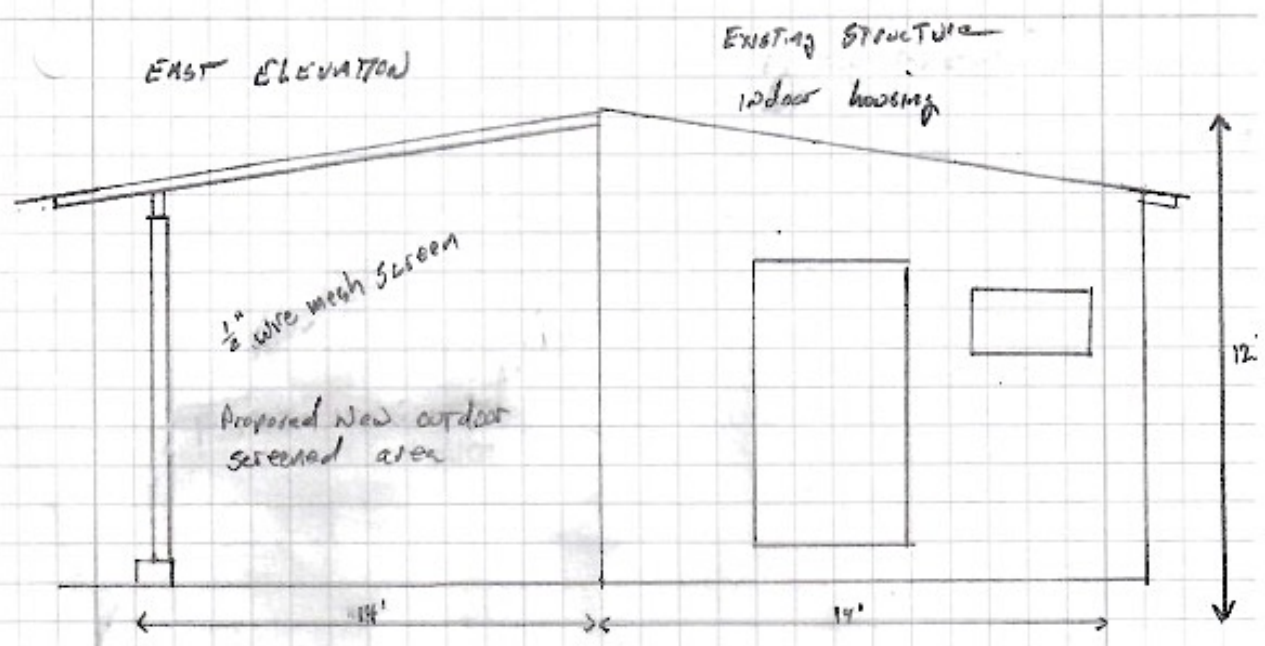 EAST ELEVATION
Existing Structure
Indoor housing
1/2" wire mesh screen
Proposed New outdoor
screened area
12'
14'
14'